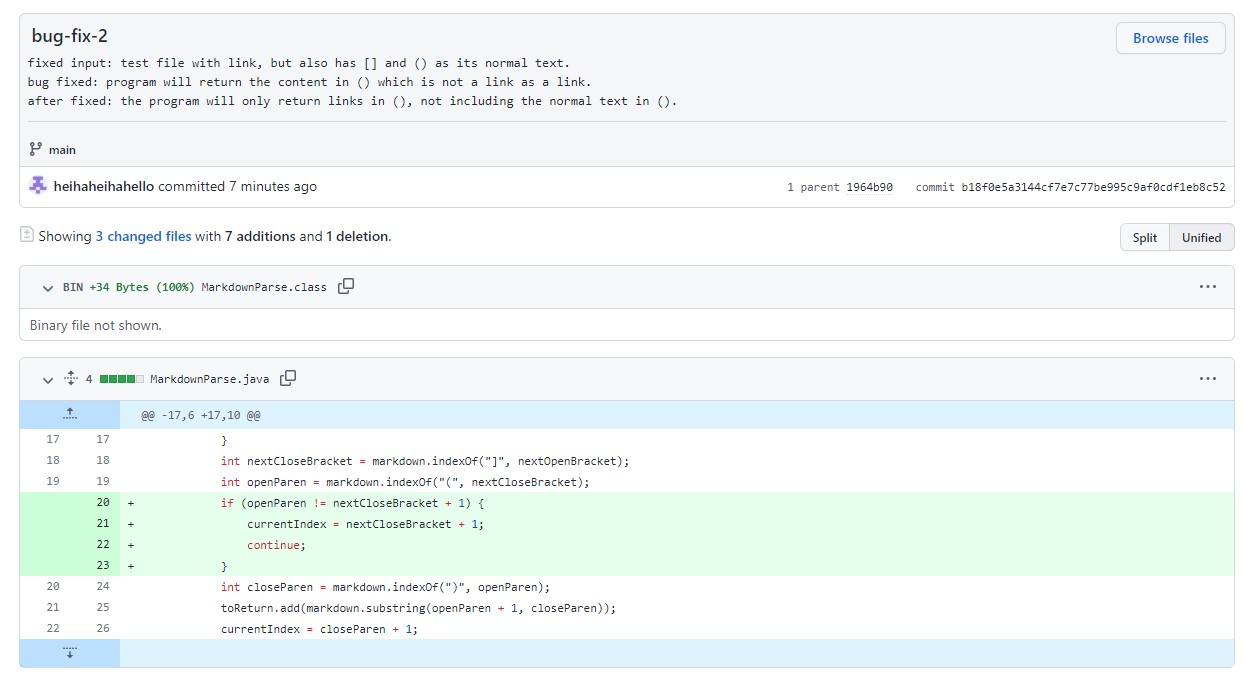 bug-fix-2
Browse files
fixed input: test file with link, but also has [] and () as its normal text.
bug fixed: program will return the content in () which is not a link as a link.
after fixed: the program will only return links in (), not including the normal text in ().
main
heihaheihahello committed 7 minutes ago
1 parent 1964b90 commit b18f0e5a3144cf7e7c77be995c9af0cdf1eb8c52
Showing 3 changed files with 7 additions and 1 deletion.
Split Unified
BIN +34 Bytes (100%) MarkdownParse.class
Binary file not shown.
4 MarkdownParse.java
@@ -17,6 +17,10 @@
17 17 }
18 18 int nextCloseBracket = markdown.indexOf("]", nextOpenBracket);
19 19 int openParen = markdown.indexOf("(", nextCloseBracket);
20 + if (openParen != nextCloseBracket + 1) {
21 + currentIndex = nextCloseBracket + 1;
22 + continue;
23 + }
20 24 int closeParen = markdown.indexOf(")", openParen);
21 25 toReturn.add(markdown.substring(openParen + 1, closeParen));
22 26 currentIndex = closeParen + 1;